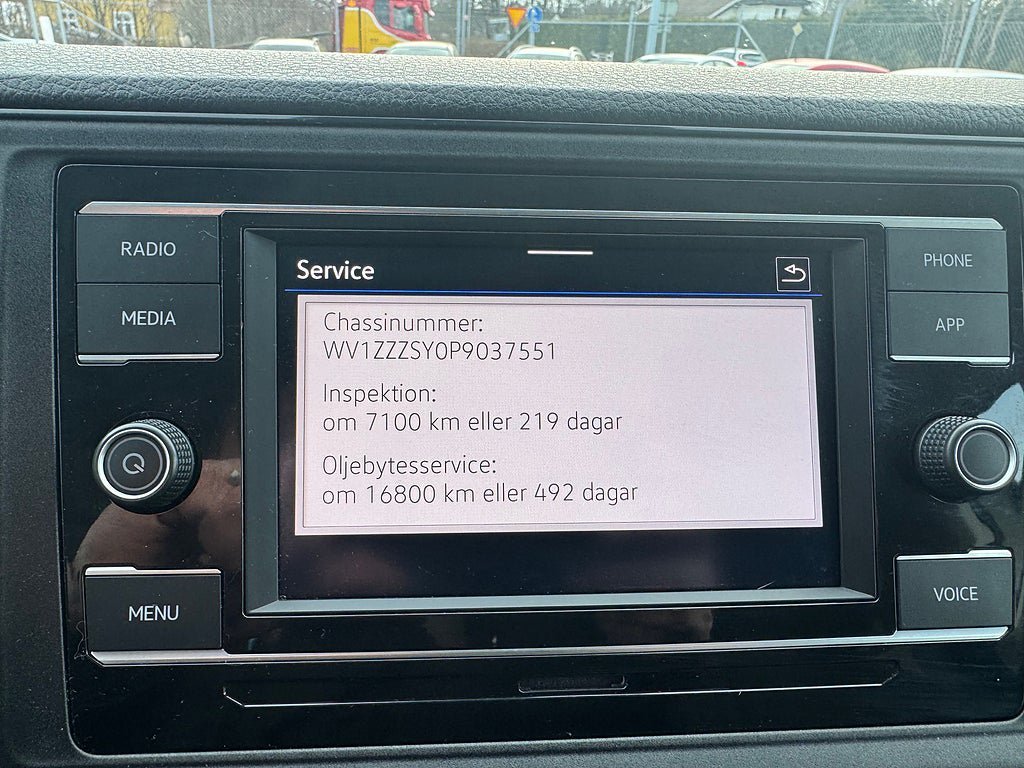 RADIO
MEDIA
MENU
Service
Chassinummer:
WV1ZZZSY0P9037551
Inspektion:
om 7100 km eller 219 dagar
Oljebytesservice:
om 16800 km eller 492 dagar
PHONE
APP
VOICE